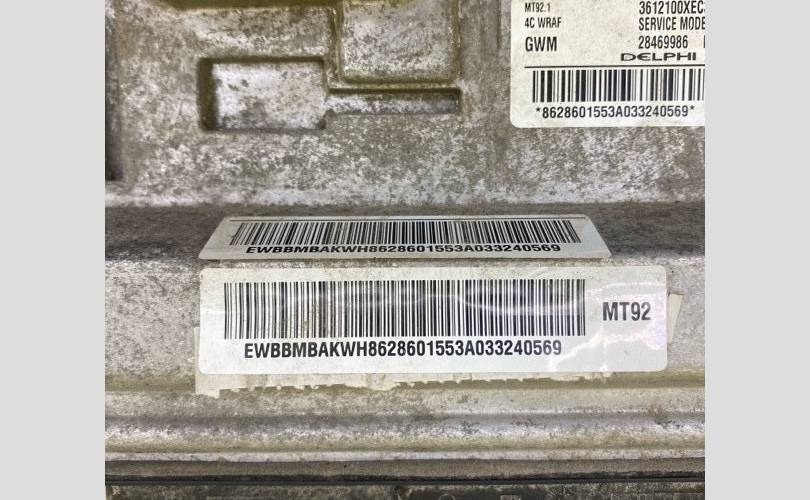 MT92.1
3612100XEC
4C WRAF
SERVICE MODE
GWM
28469986
DELPHI
*8628601553A033240569*
EWBBMBAKWH8628601553A033240569
MT92
EWBBMBAKWH8628601553A033240569